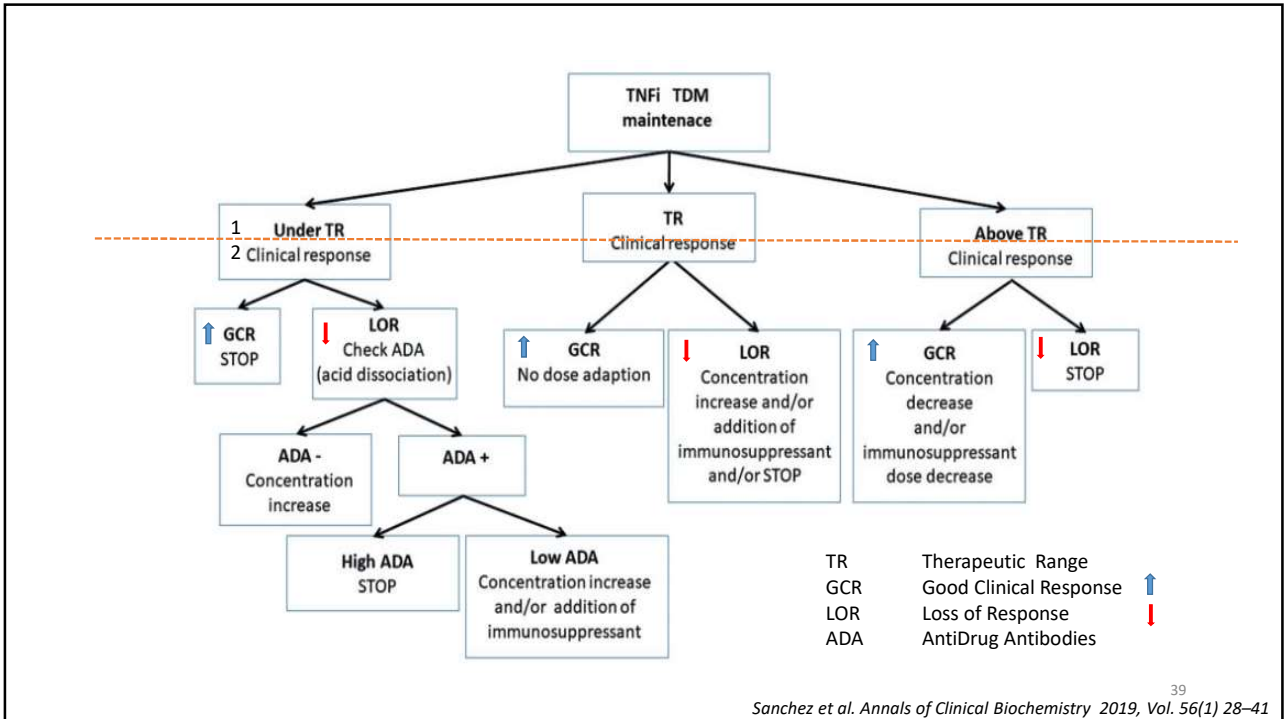 TNFi TDM
maintenace
1
Under TR
2
Clinical response
TR
Clinical response
Above TR
Clinical response
GCR
STOP
LOR
Check ADA
(acid dissociation)
GCR
No dose adaption
LOR
Concentration
increase and/or
addition of
immunosuppressant
and/or STOP
GCR
Concentration
decrease
and/or
immunosuppressant
dose decrease
LOR
STOP
ADA -
Concentration
increase
ADA +
High ADA
STOP
Low ADA
Concentration increase
and/or addition of
immunosuppressant
TR Therapeutic Range
GCR Good Clinical Response
LOR Loss of Response
ADA AntiDrug Antibodies
39
Sanchez et al. Annals of Clinical Biochemistry 2019, Vol. 56(1) 28–41